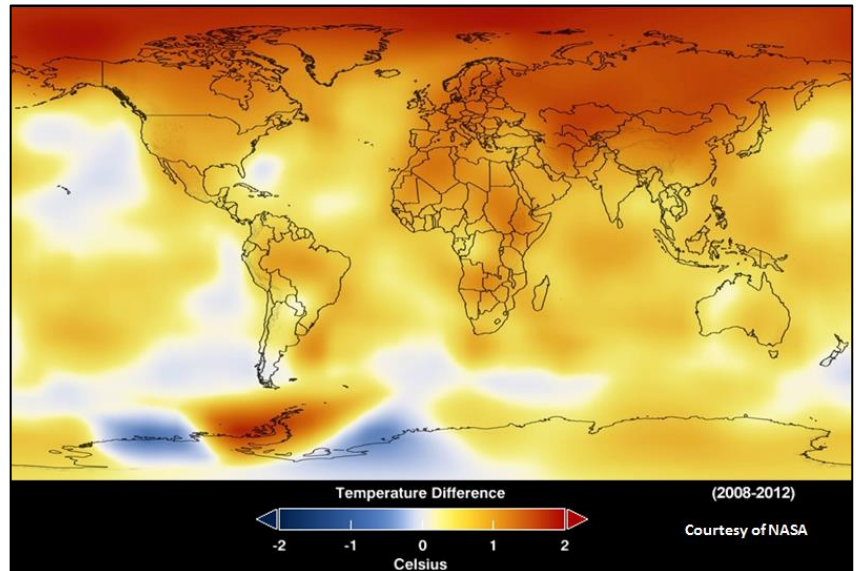 Temperature Difference
(2008-2012)
-2 -1 0 1 2
Celsius
Courtesy of NASA